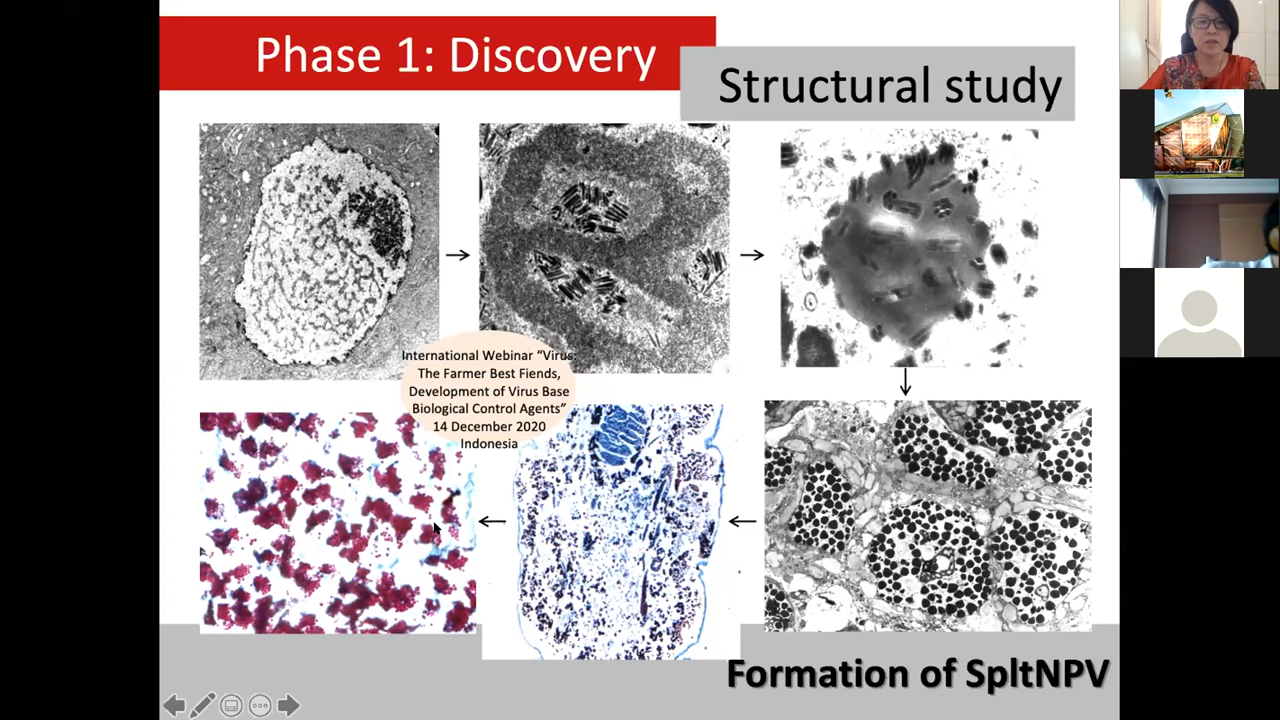 Phase 1: Discovery
Structural study
International Webinar “Virus:
The Farmer Best Fiends,
Development of Virus Base
Biological Control Agents”
14 December 2020
Indonesia
Formation of SpltNPV